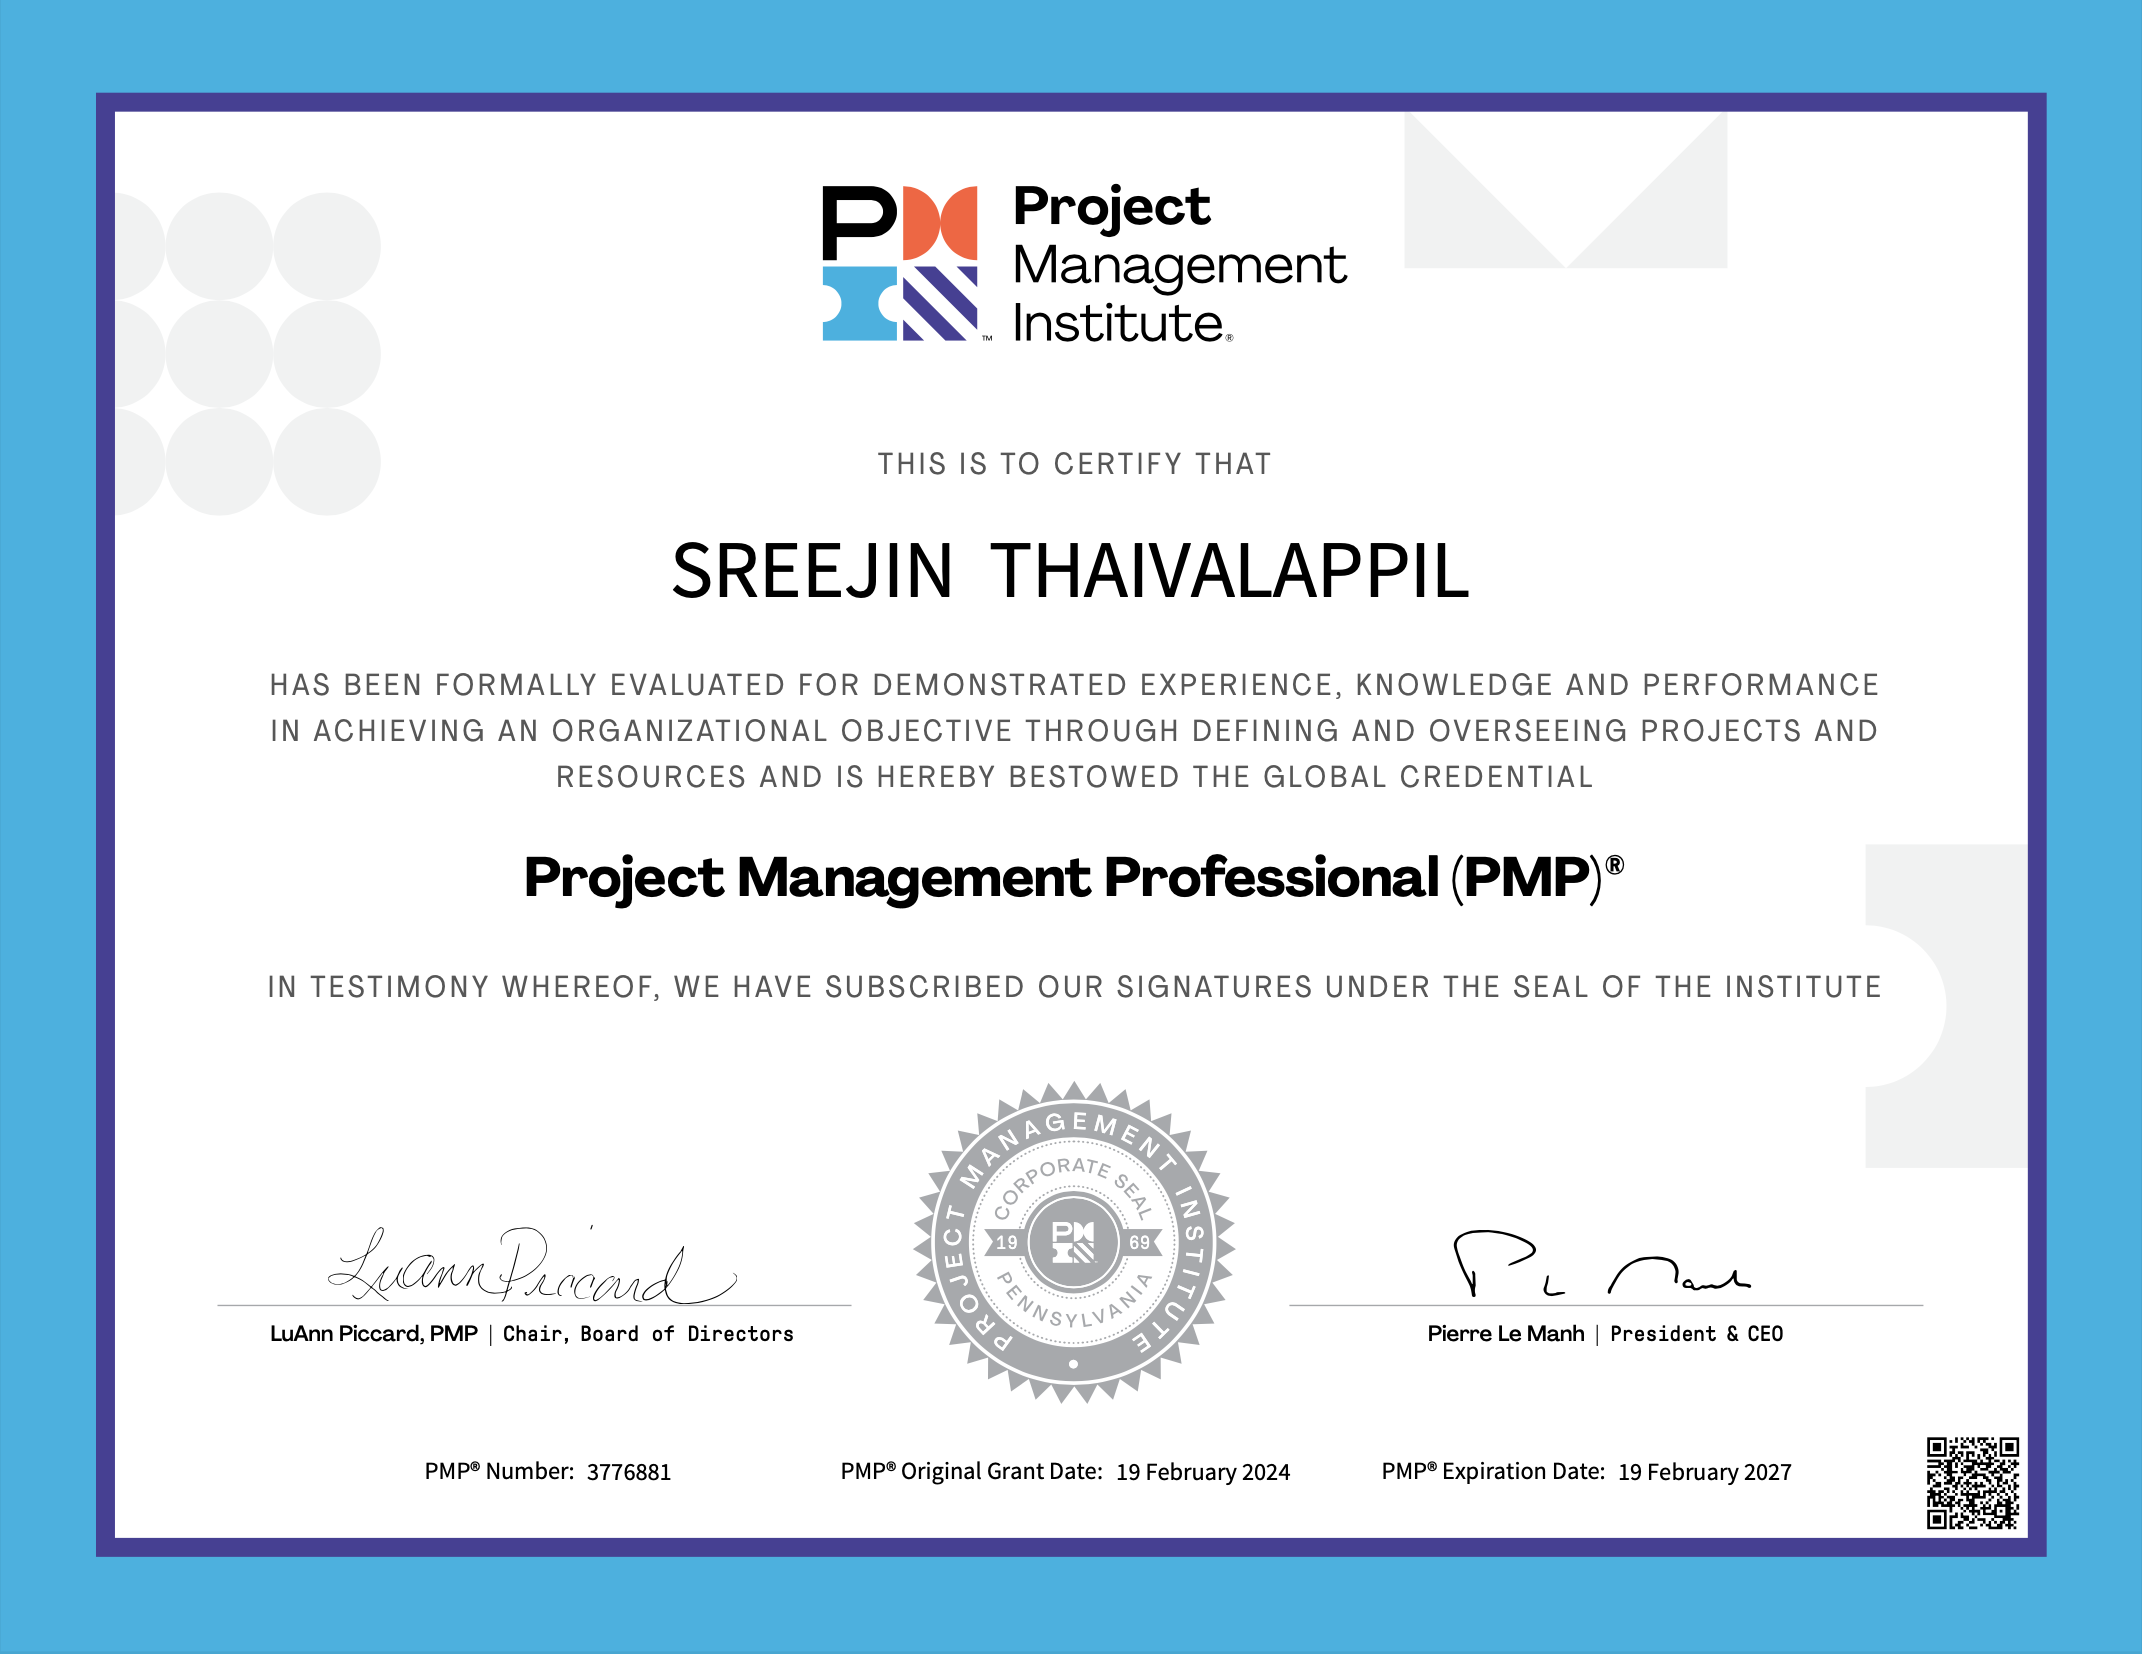 Project
Management
Institute®
™
THIS IS TO CERTIFY THAT
SREEJIN THAIVALAPPIL
HAS BEEN FORMALLY EVALUATED FOR DEMONSTRATED EXPERIENCE, KNOWLEDGE AND PERFORMANCE
IN ACHIEVING AN ORGANIZATIONAL OBJECTIVE THROUGH DEFINING AND OVERSEEING PROJECTS AND
RESOURCES AND IS HEREBY BESTOWED THE GLOBAL CREDENTIAL
Project Management Professional (PMP)®
IN TESTIMONY WHEREOF, WE HAVE SUBSCRIBED OUR SIGNATURES UNDER THE SEAL OF THE INSTITUTE
PROJECT MANAGEMENT INSTITUTE
CORPORATE SEAL
19 69
PENNSYLVANIA
LuAnn Piccard
LuAnn Piccard, PMP | Chair, Board of Directors
P L Manh
Pierre Le Manh | President & CEO
PMP® Number: 3776881
PMP® Original Grant Date: 19 February 2024
PMP® Expiration Date: 19 February 2027